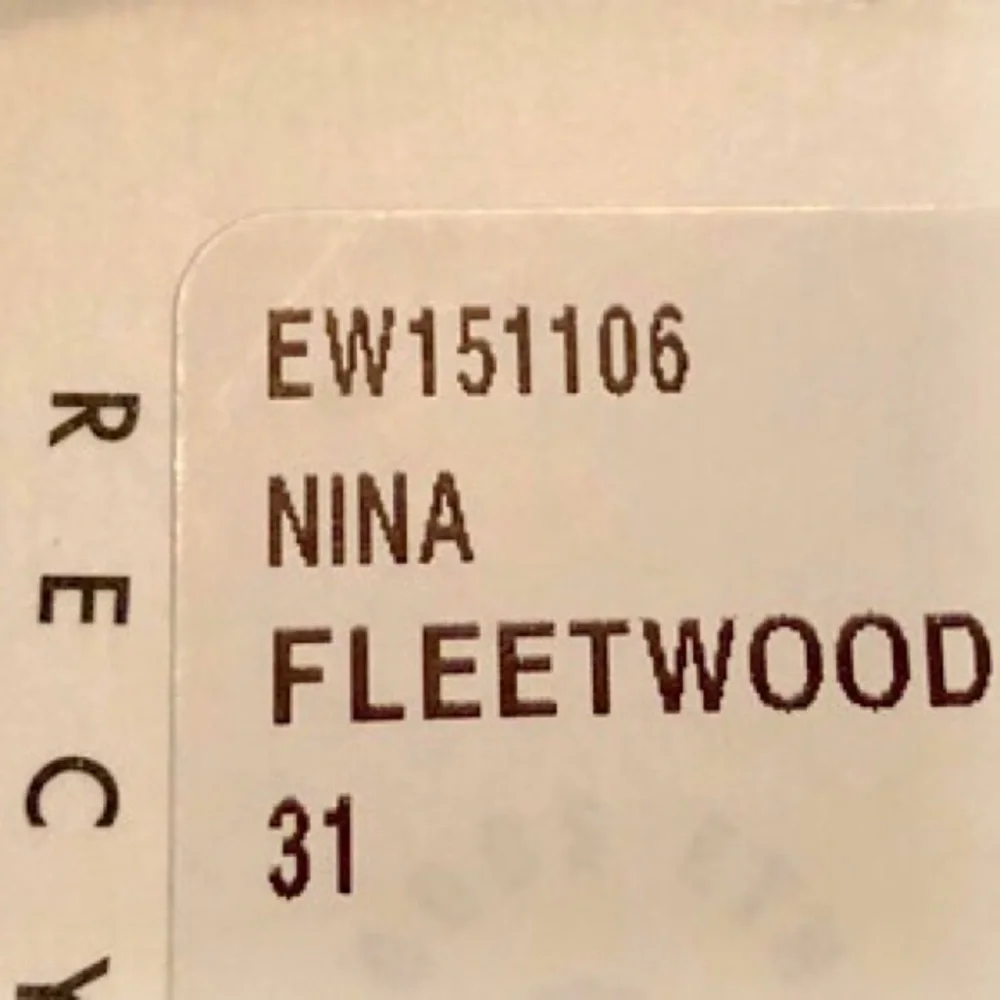 EW151106
NINA
FLEETWOOD
31
RECY